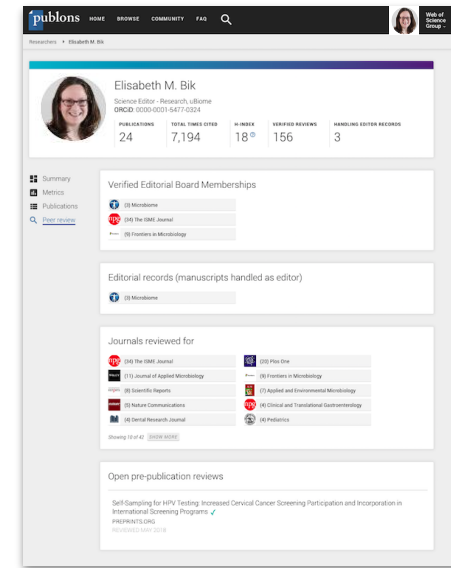 publons HOME BROWSE COMMUNITY FAQ
Web of
Science
Group
Researchers Elisabeth M. Bik
Elisabeth M. Bik
Science Editor - Research, uBiome
ORCID: 0000-0001-5477-0324
PUBLICATIONS TOTAL TIMES CITED H-INDEX VERIFIED REVIEWS HANDLING EDITOR RECORDS
24 7,194 18 156 3
Summary
Metrics
Publications
Peer review
Verified Editorial Board Memberships
(3) Microbiome
npg (34) The ISME Journal
(9) Frontiers in Microbiology
Editorial records (manuscripts handled as editor)
(3) Microbiome
Journals reviewed for
npg (34) The ISME Journal
(11) Journal of Applied Microbiology
(8) Scientific Reports
(5) Nature Communications
(4) Dental Research Journal
(20) Plos One
(9) Frontiers in Microbiology
(7) Applied and Environmental Microbiology
npg (4) Clinical and Translational Gastroenterology
(4) Pediatrics
Showing 10 of 42 SHOW MORE
Open pre-publication reviews
Self-Sampling for HPV Testing: Increased Cervical Cancer Screening Participation and Incorporation in
International Screening Programs ✓
PREPRINTS.ORG
REVIEWED MAY 2018